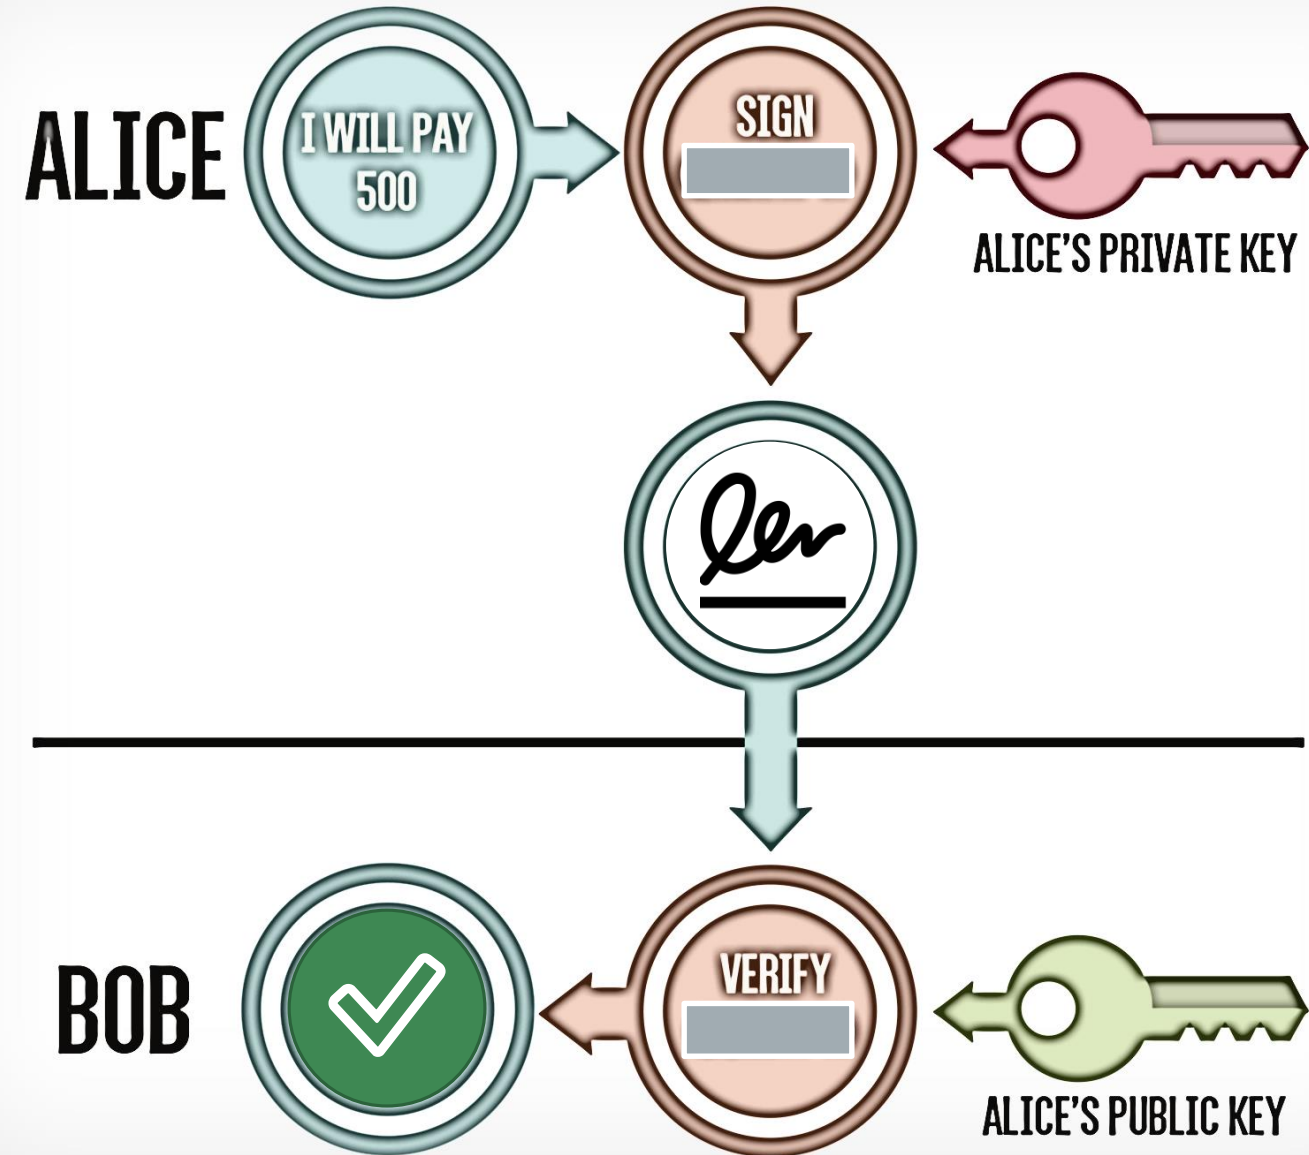 ALICE
I WILL PAY
500
SIGN
ALICE'S PRIVATE KEY
BOB
VERIFY
ALICE'S PUBLIC KEY